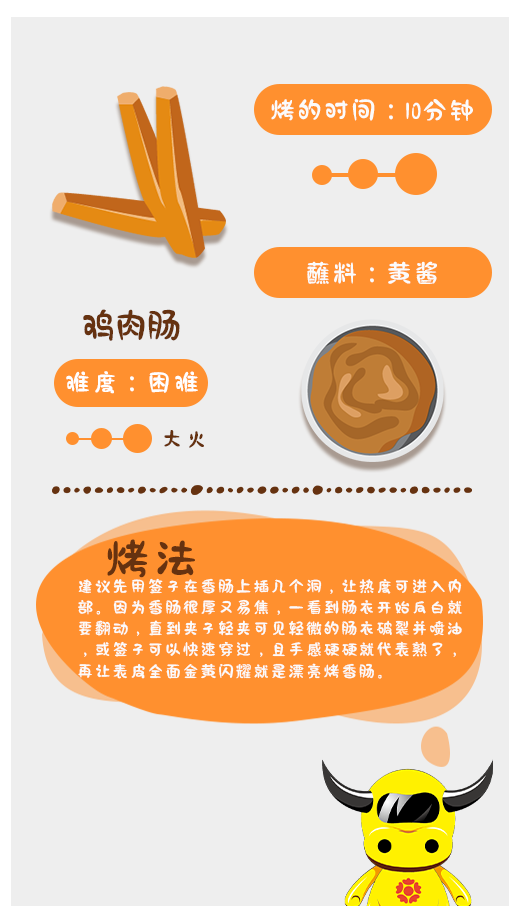 烤的时间：10分钟
蘸料：黄酱
鸡肉肠
难度：困难
大火
烤法
建议先用签子在香肠上插几个洞，让热度可进入内
部。因为香肠很厚又易焦，一看到肠衣开始反白就
要翻动，直到夹子轻夹可见轻微的肠衣破裂并喷油
，或签子可以快速穿过，且手感硬硬就代表熟了，
再让表皮全面金黄闪耀就是漂亮烤香肠。